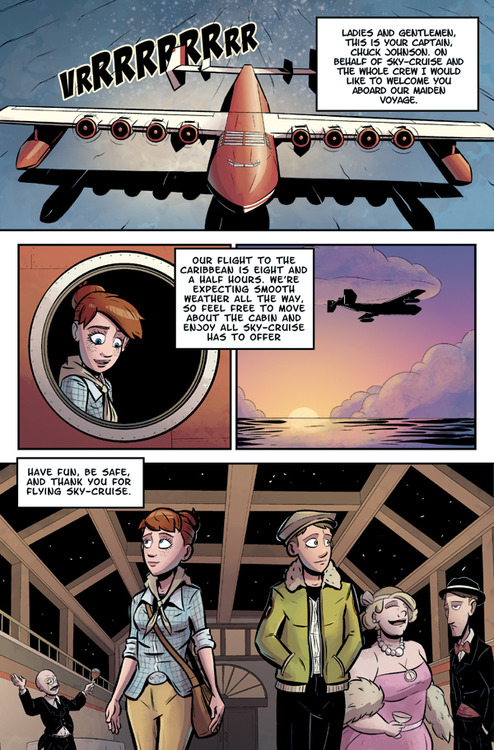 VRRRRRRRRR
LADIES AND GENTLEMEN,
THIS IS YOUR CAPTAIN,
CHUCK JOHNSON. ON
BEHALF OF SKY-CRUISE AND
THE WHOLE CREW I WOULD
LIKE TO WELCOME YOU
ABOARD OUR MAIDEN
VOYAGE.
OUR FLIGHT TO THE
CARIBBEAN IS EIGHT AND
A HALF HOURS. WE'RE
EXPECTING SMOOTH
WEATHER ALL THE WAY,
SO FEEL FREE TO MOVE
ABOUT THE CABIN AND
ENJOY ALL SKY-CRUISE
HAS TO OFFER
HAVE FUN, BE SAFE,
AND THANK YOU FOR
FLYING SKY-CRUISE.